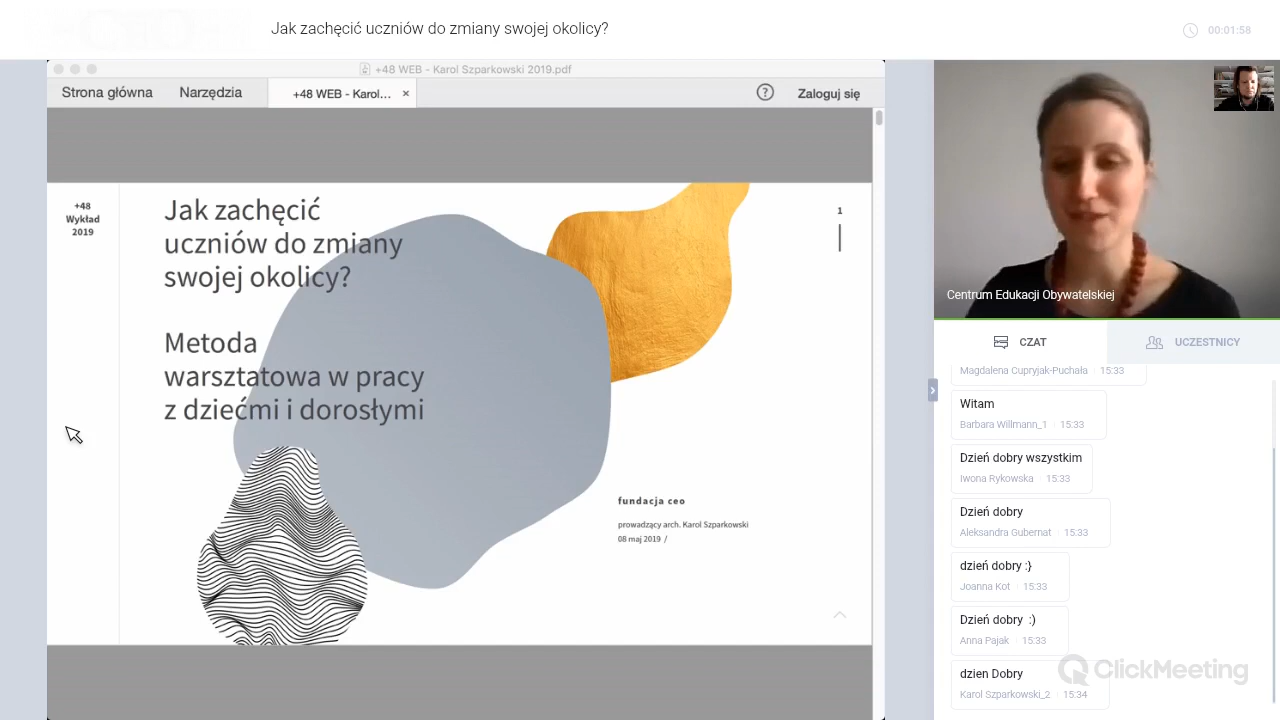 CEO
Jak zachęcić uczniów do zmiany swojej okolicy?
00:01:58
+48 WEB - Karol Szparkowski 2019.pdf
Strona główna
Narzędzia
+48 WEB - Karol... ×
?
Zaloguj się
+48
Wykład
2019
Jak zachęcić
uczniów do zmiany
swojej okolicy?
Metoda
warsztatowa w pracy
z dziećmi i dorosłymi
1
fundacja ceo
prowadzący arch. Karol Szparkowski
08 maj 2019 /
Centrum Edukacji Obywatelskiej
CZAT
UCZESTNICY
Magdalena Cupryjak-Puchała 15:33
Witam
Barbara Willmann_1 15:33
Dzień dobry wszystkim
Iwona Rykowska 15:33
Dzień dobry
Aleksandra Gubernat 15:33
dzień dobry :}
Joanna Kot 15:33
Dzień dobry :)
Anna Pajak 15:33
dzien Dobry
Karol Szparkowski_2 15:34
ClickMeeting